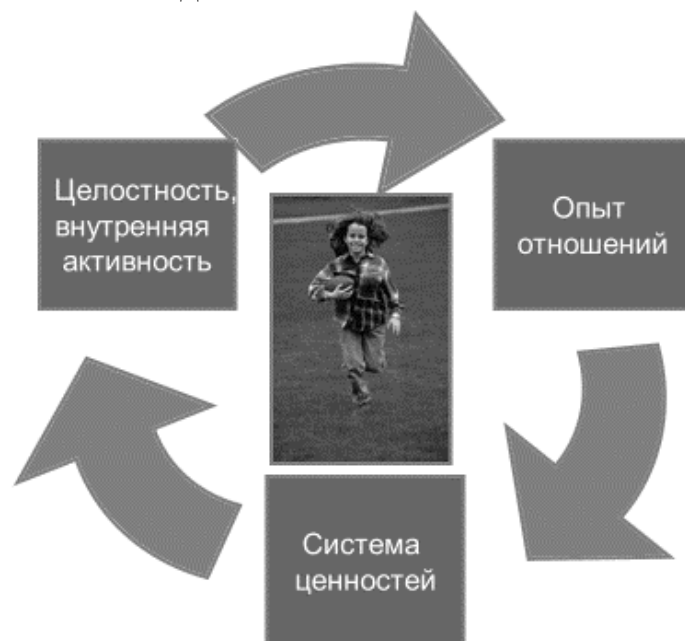 Целостность,
внутренняя
активность
Опыт
отношений
Система
ценностей